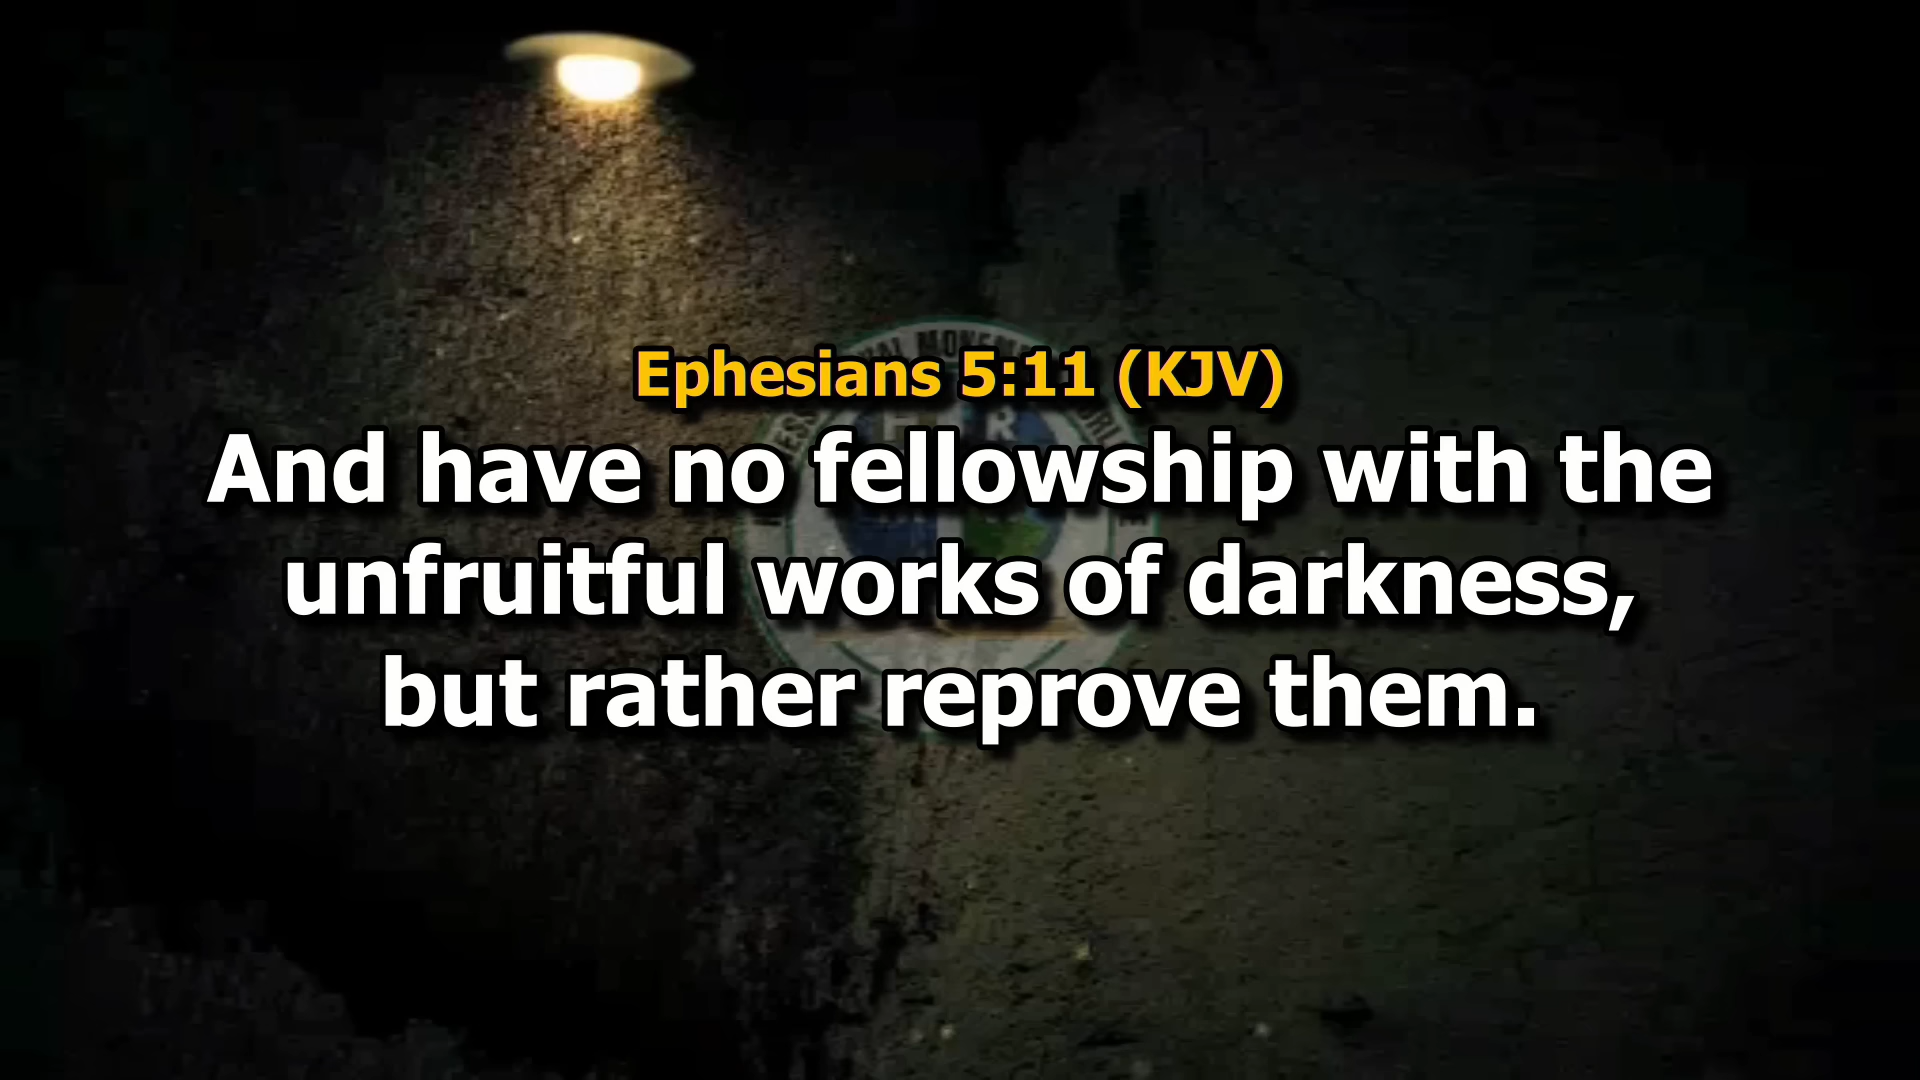 Ephesians 5:11 (KJV)
And have no fellowship with the
unfruitful works of darkness,
but rather reprove them.